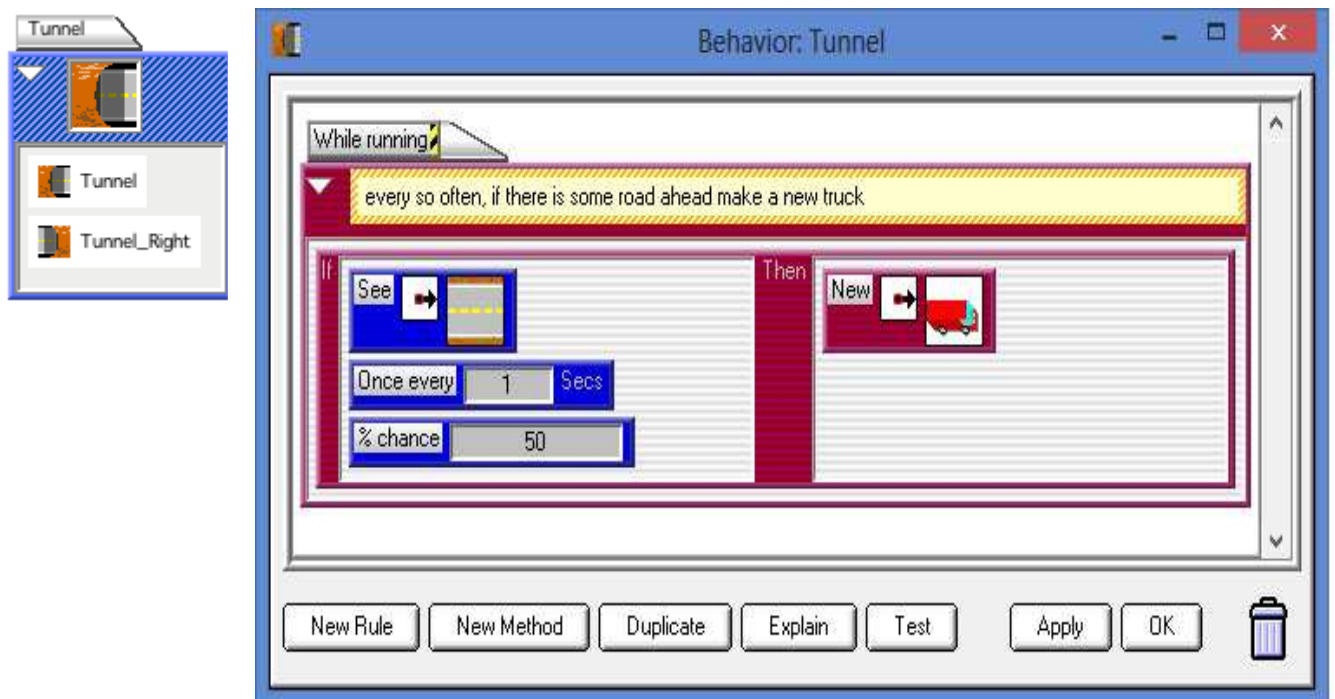 Tunnel
Tunnel
Tunnel_Right
Behavior: Tunnel
While running
every so often, if there is some road ahead make a new truck
If
See
Once every 1 Secs
% chance 50
Then
New
New Rule
New Method
Duplicate
Explain
Test
Apply
OK